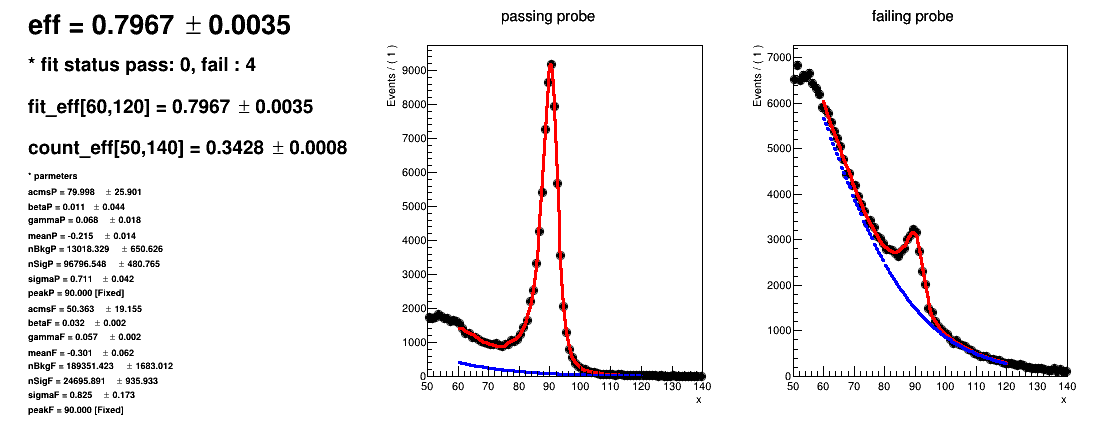 eff = 0.7967 ± 0.0035
* fit status pass: 0, fail : 4
fit_eff[60,120] = 0.7967 ± 0.0035
count_eff[50,140] = 0.3428 ± 0.0008
* parmeters
acmsP = 79.998 ± 25.901
betaP = 0.011 ± 0.044
gammaP = 0.068 ± 0.018
meanP = -0.215 ± 0.014
nBkgP = 13018.329 ± 650.626
nSigP = 96796.548 ± 480.765
sigmaP = 0.711 ± 0.042
peakP = 90.000 [Fixed]
acmsF = 50.363 ± 19.155
betaF = 0.032 ± 0.002
gammaF = 0.057 ± 0.002
meanF = -0.301 ± 0.062
nBkgF = 189351.423 ± 1683.012
nSigF = 24695.891 ± 935.933
sigmaF = 0.825 ± 0.173
peakF = 90.000 [Fixed]
passing probe
Events / ( 1 )
9000
8000
7000
6000
5000
4000
3000
2000
1000
0
50 60 70 80 90 100 110 120 130 140
x
failing probe
Events / ( 1 )
7000
6000
5000
4000
3000
2000
1000
0
50 60 70 80 90 100 110 120 130 140
x